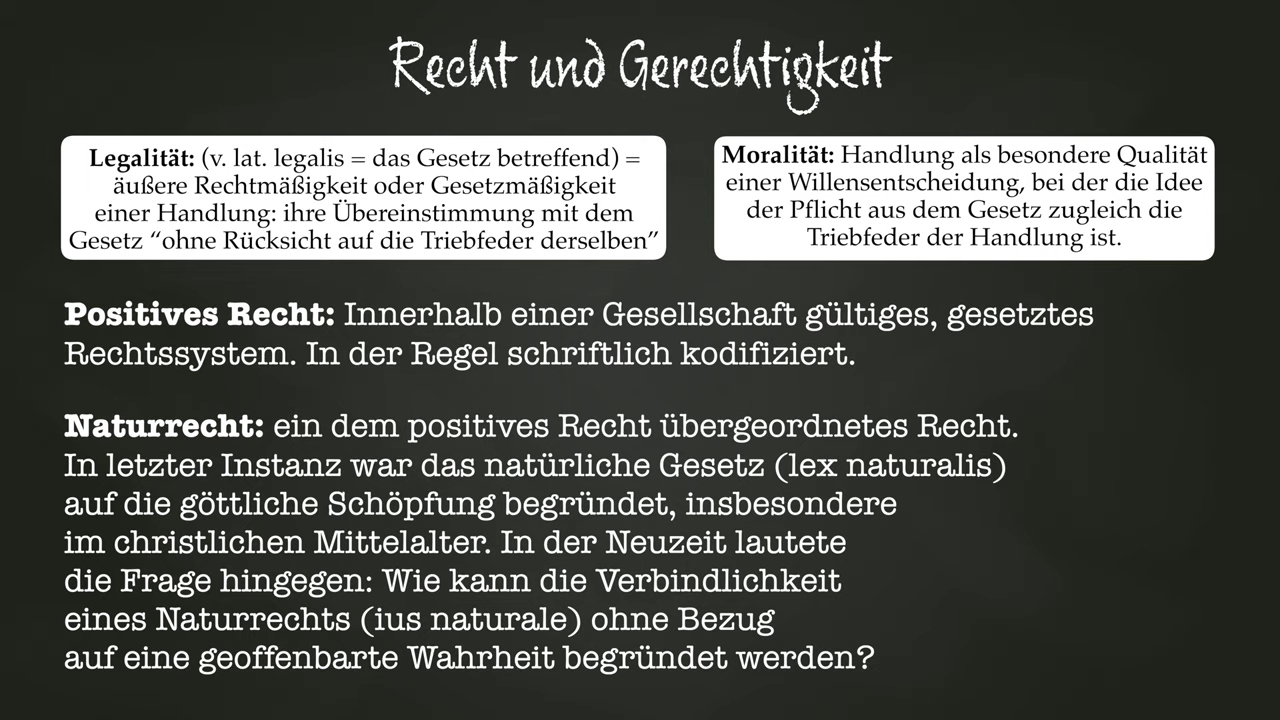 Recht und Gerechtigkeit
Legalität: (v. lat. legalis = das Gesetz betreffend) =
äußere Rechtmäßigkeit oder Gesetzmäßigkeit
einer Handlung: ihre Übereinstimmung mit dem
Gesetz “ohne Rücksicht auf die Triebfeder derselben”
Moralität: Handlung als besondere Qualität
einer Willensentscheidung, bei der die Idee
der Pflicht aus dem Gesetz zugleich die
Triebfeder der Handlung ist.
Positives Recht: Innerhalb einer Gesellschaft gültiges, gesetztes
Rechtssystem. In der Regel schriftlich kodifiziert.
Naturrecht: ein dem positives Recht übergeordnetes Recht.
In letzter Instanz war das natürliche Gesetz (lex naturalis)
auf die göttliche Schöpfung begründet, insbesondere
im christlichen Mittelalter. In der Neuzeit lautete
die Frage hingegen: Wie kann die Verbindlichkeit
eines Naturrechts (ius naturale) ohne Bezug
auf eine geoffenbarte Wahrheit begründet werden?